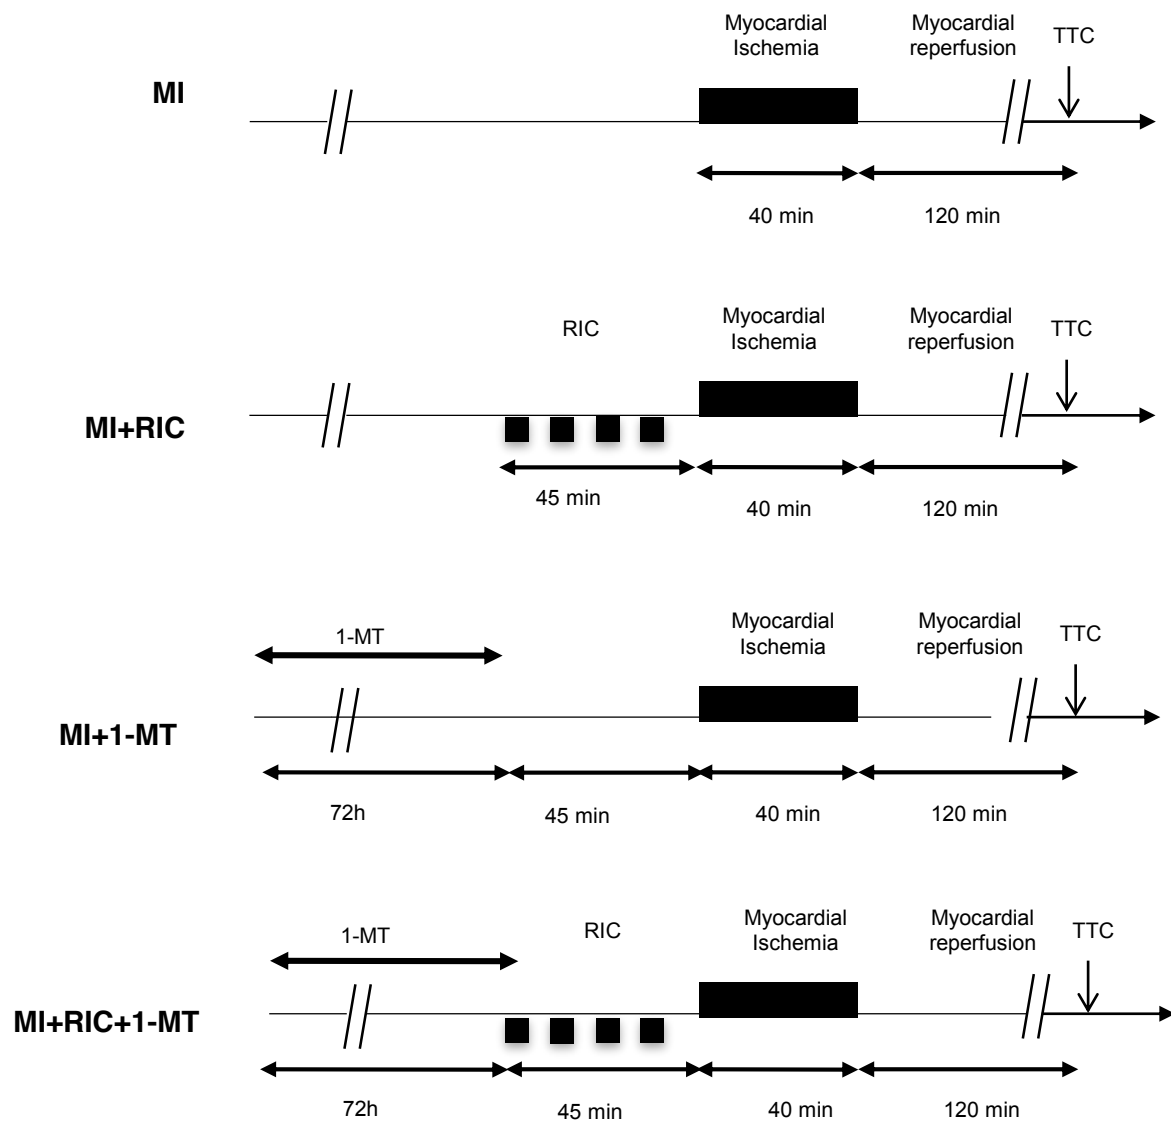 Myocardial
Ischemia
Myocardial
reperfusion
TTC
MI
40 min
120 min
RIC
Myocardial
Ischemia
Myocardial
reperfusion
TTC
MI+RIC
45 min
40 min
120 min
1-MT
Myocardial
Ischemia
Myocardial
reperfusion
TTC
MI+1-MT
72h
45 min
40 min
120 min
1-MT
RIC
Myocardial
Ischemia
Myocardial
reperfusion
TTC
MI+RIC+1-MT
72h
45 min
40 min
120 min